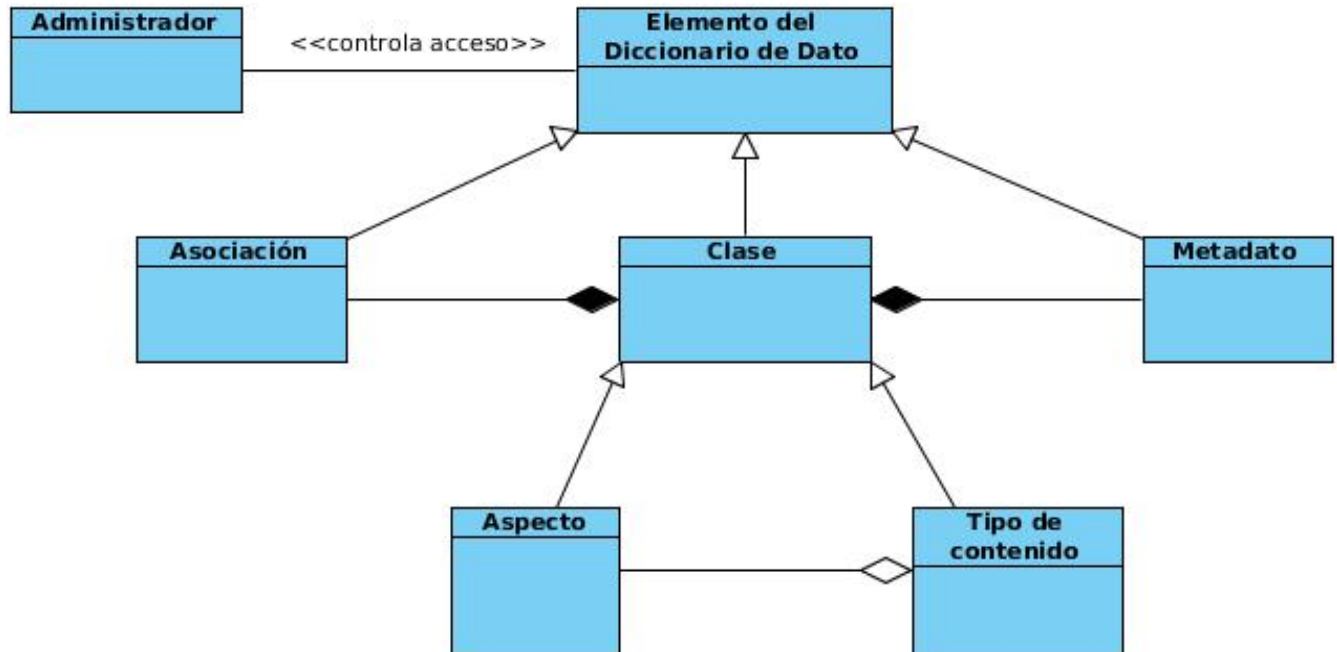 Administrador
<<controla acceso>>
Elemento del
Diccionario de Dato
Asociación
Clase
Metadato
Aspecto
Tipo de
contenido